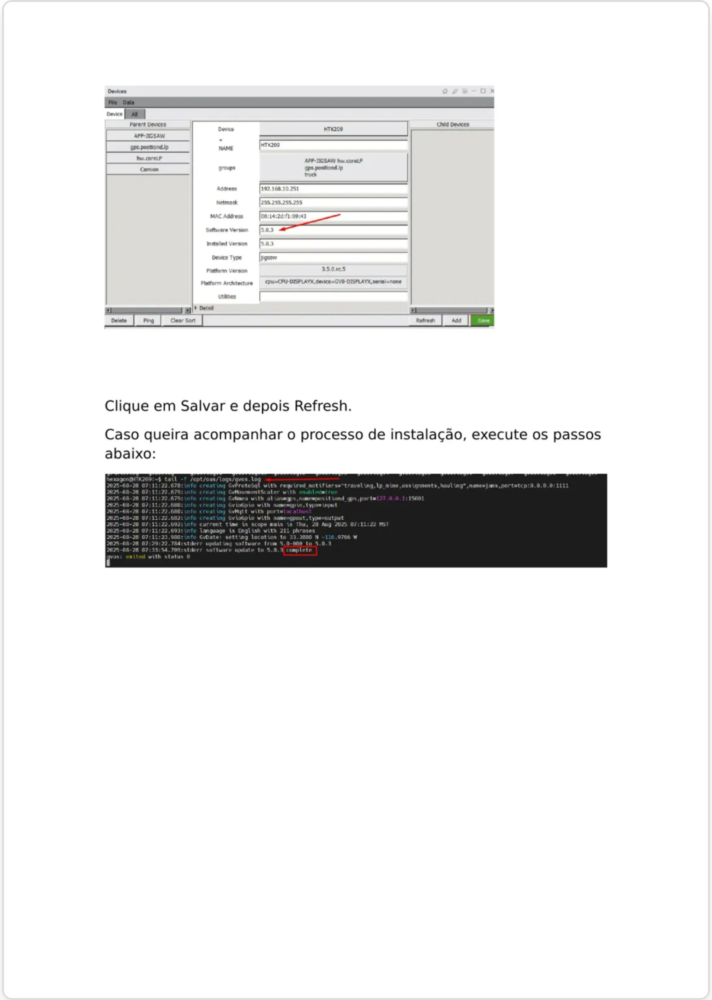 Devices
File Data
Device All
Parent Devices
APP-JIGSAW
gps.positiond.lp
hw.coreLP
Camion
Device HTK209
* NAME HTK209
groups APP-JIGSAW hw.coreLP
gps.positiond.lp
truck
Address 192.168.10.251
Netmask 255.255.255.255
MAC Address 00:14:2d:f1:09:43
Software Version 5.0.3
Installed Version 5.0.3
Device Type jigsaw
Platform Version 3.5.0.rc.5
Platform Architecture cpu=CPU-DISPLAYX,device=GV8-DISPLAYX,serial=none
Utilities
Detail
Child Devices
Delete Ping Clear Sort Refresh Add Save
Clique em Salvar e depois Refresh.
Caso queira acompanhar o processo de instalação, execute os passos
abaixo:
hexagon@HTK209:~$ tail -f /opt/oas/logs/gvos.log
2025-08-28 07:11:22.678:info creating GvProtoSql with required_notifiers="traveling,lp_mine,assignments,hauling",name=jams,port=tcp:0.0.0.0:1111
2025-08-28 07:11:22.679:info creating GvMovementScaler with enabled=true
2025-08-28 07:11:22.679:info creating GvNmea with alias=gps,name=positiond_gps,port=127.0.0.1:15001
2025-08-28 07:11:22.680:info creating GvioGpio with name=gpin,type=input
2025-08-28 07:11:22.680:info creating GvMqtt with port=localhost
2025-08-28 07:11:22.682:info creating GvioGpio with name=gpout,type=output
2025-08-28 07:11:22.692:info current time in scope main is Thu, 28 Aug 2025 07:11:22 MST
2025-08-28 07:11:22.693:info language is English with 211 phrases
2025-08-28 07:11:23.980:info GvDate: setting location to 33.3880 N -110.9766 W
2025-08-28 07:29:22.784:stderr updating software from 5.0-000 to 5.0.3
2025-08-28 07:33:54.709:stderr software update to 5.0.3 complete
gvos: exited with status 0